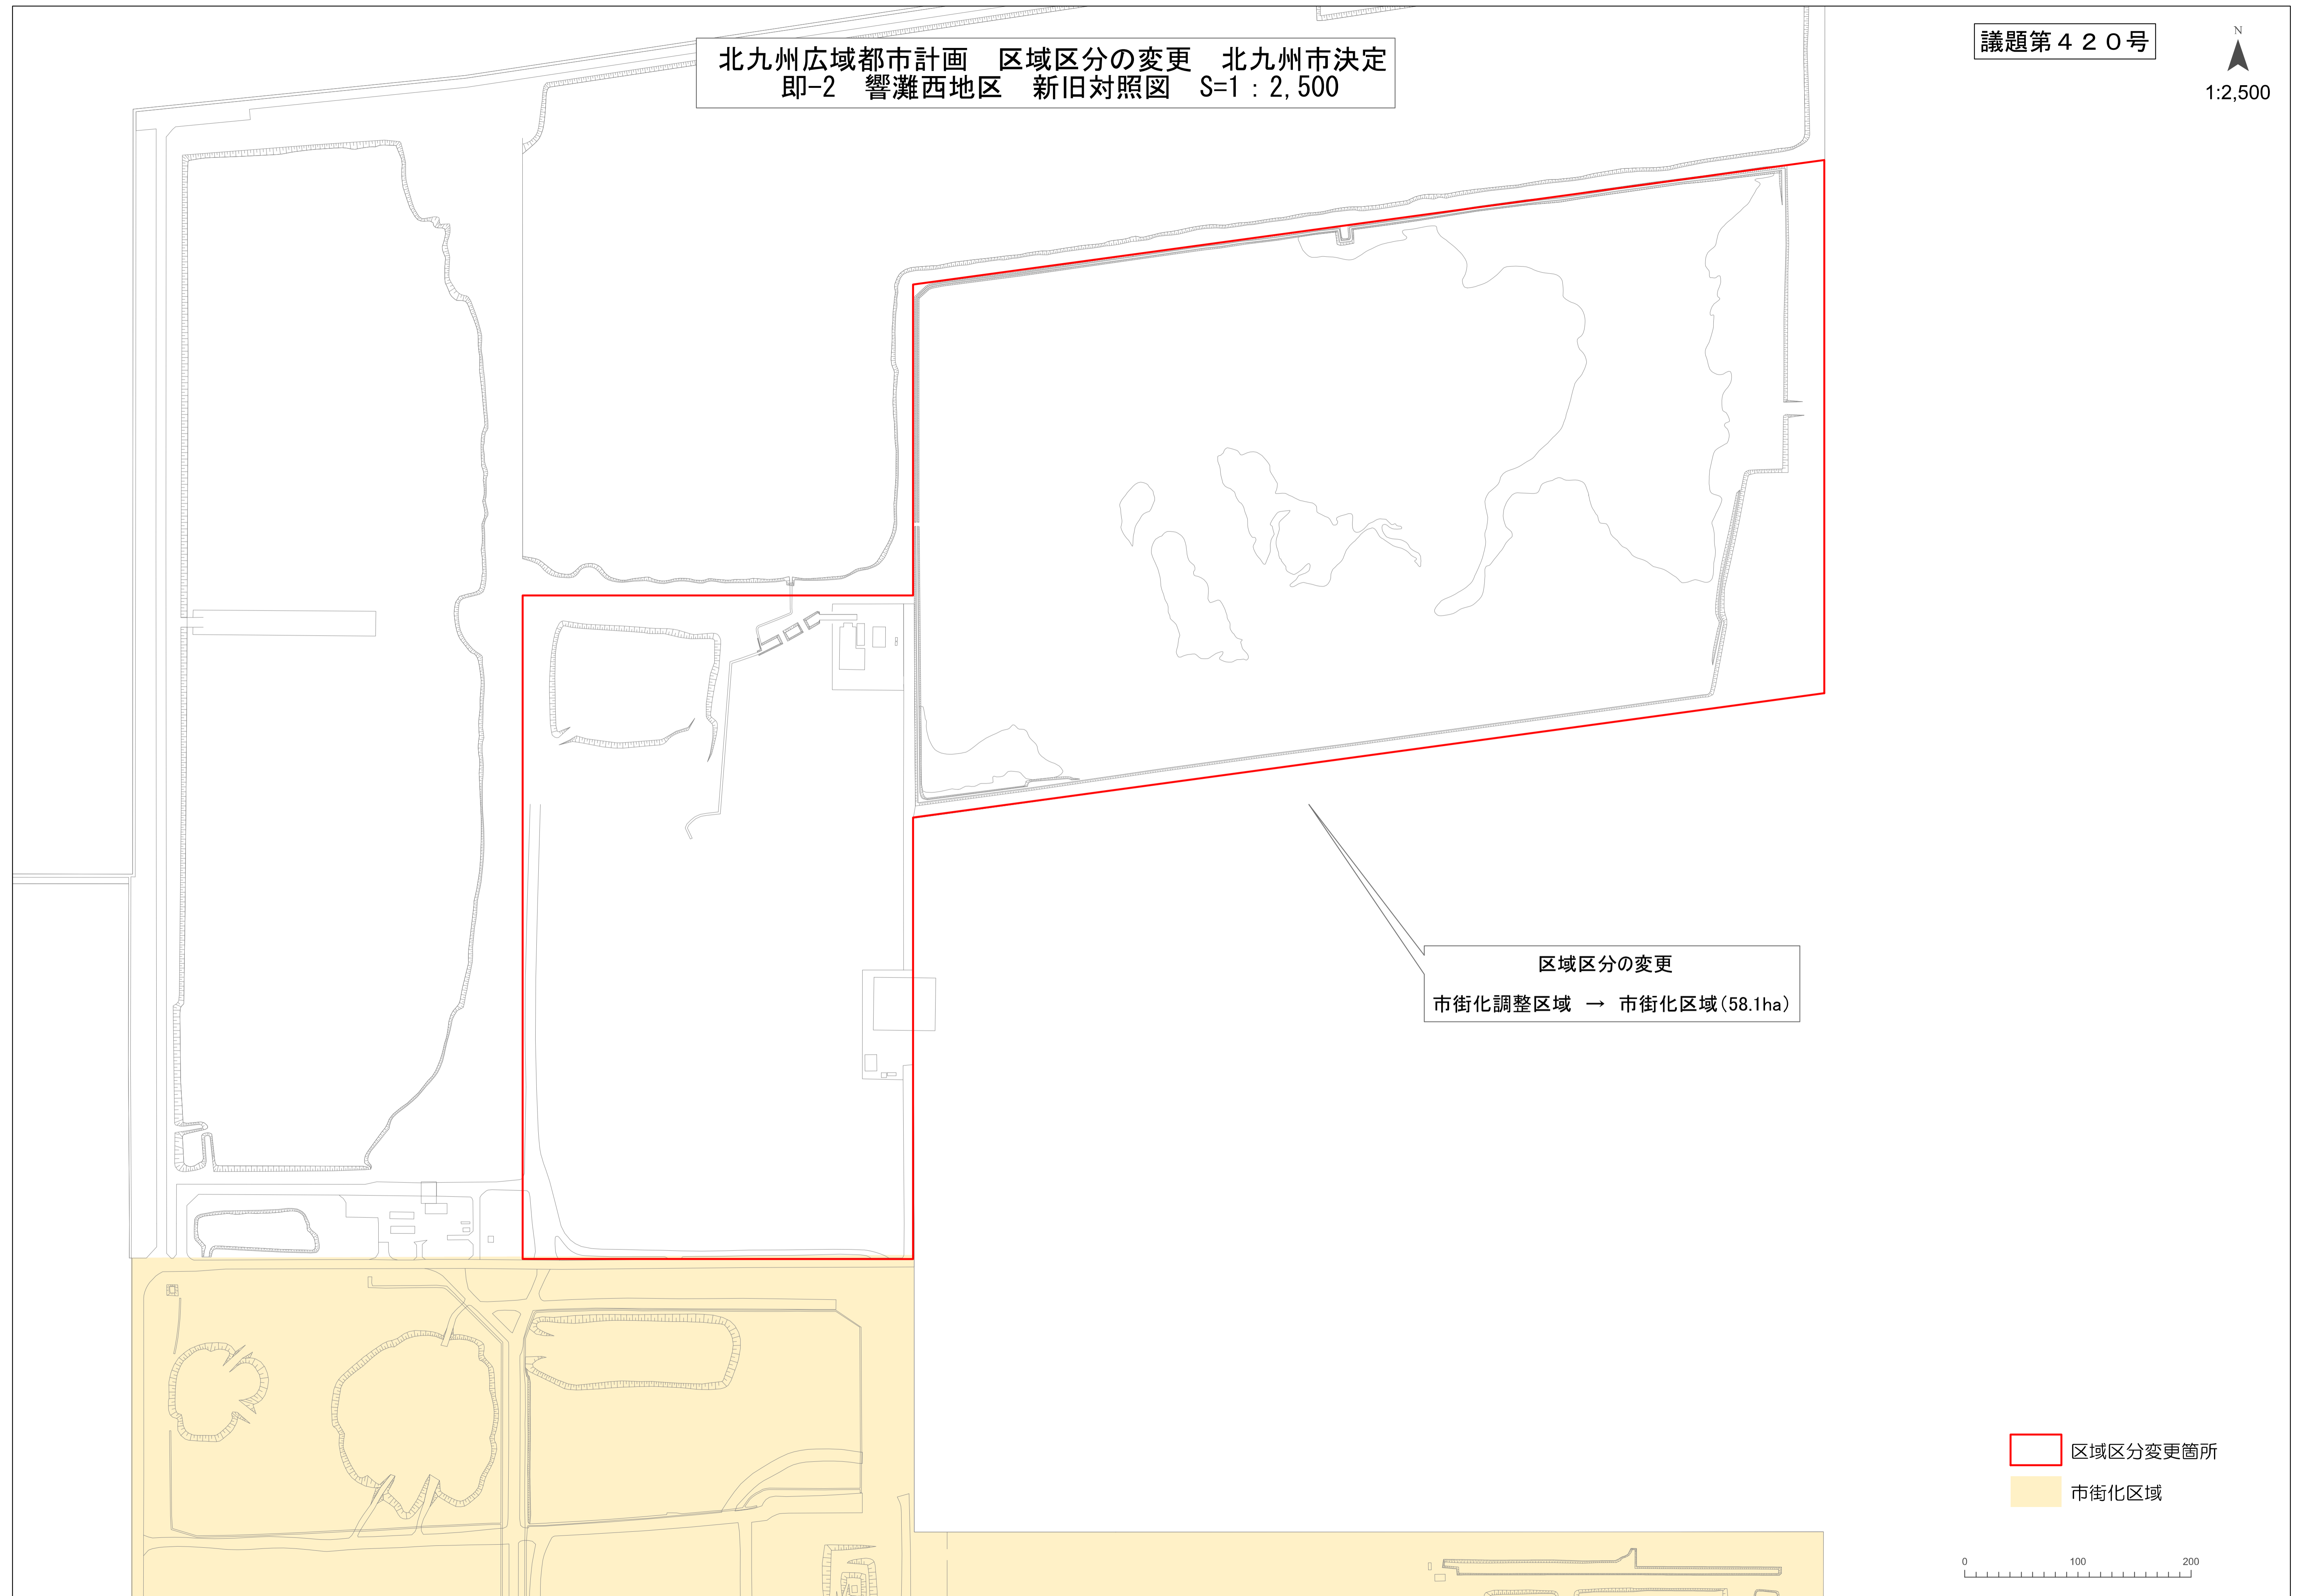 北九州広域都市計画　区域区分の変更　北九州市決定
即-2　響灘西地区　新旧対照図　S=1：2,500
議題第４２０号
N
1:2,500
区域区分の変更
市街化調整区域　→　市街化区域(58.1ha)
区域区分変更箇所
市街化区域
0　100　200